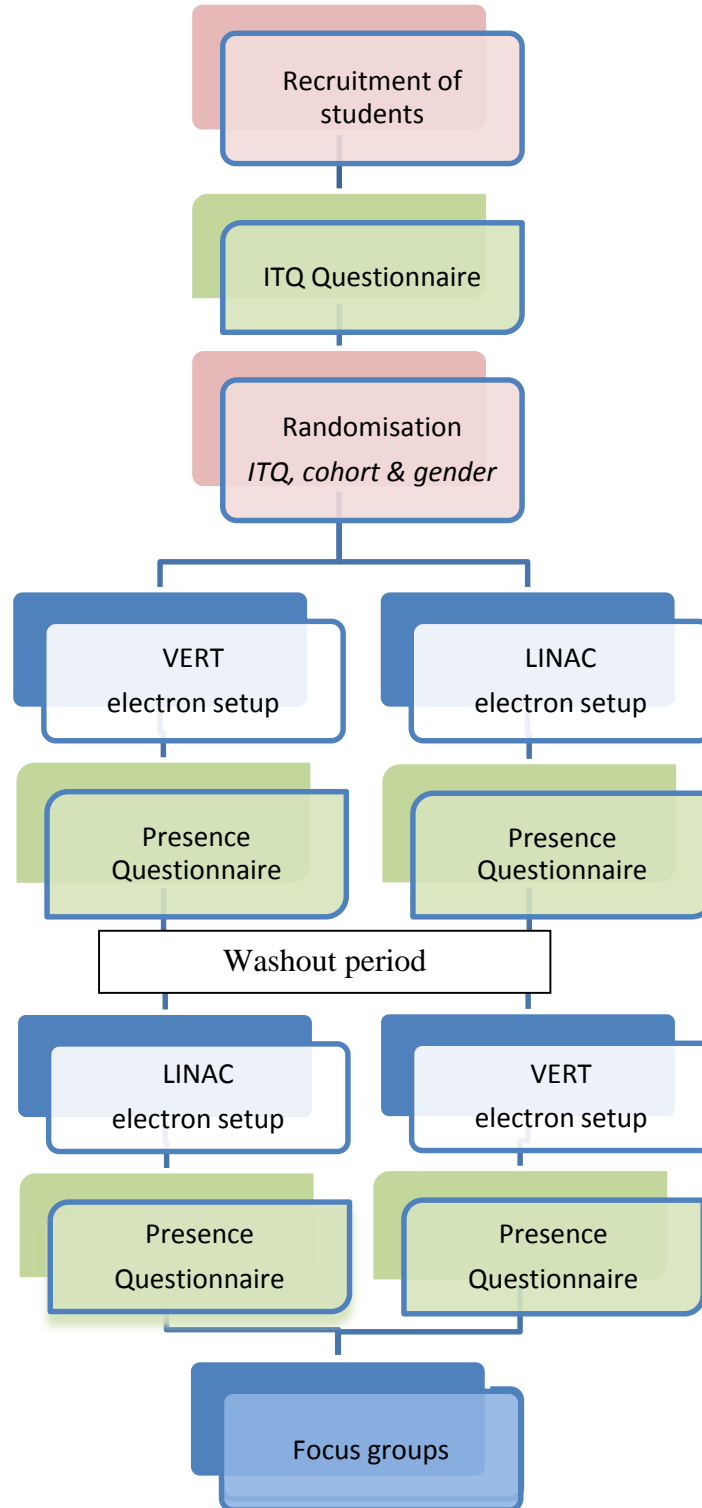 Recruitment of
students
ITQ Questionnaire
Randomisation
ITQ, cohort & gender
VERT
electron setup
LINAC
electron setup
Presence
Questionnaire
Presence
Questionnaire
Washout period
LINAC
electron setup
VERT
electron setup
Presence
Questionnaire
Presence
Questionnaire
Focus groups